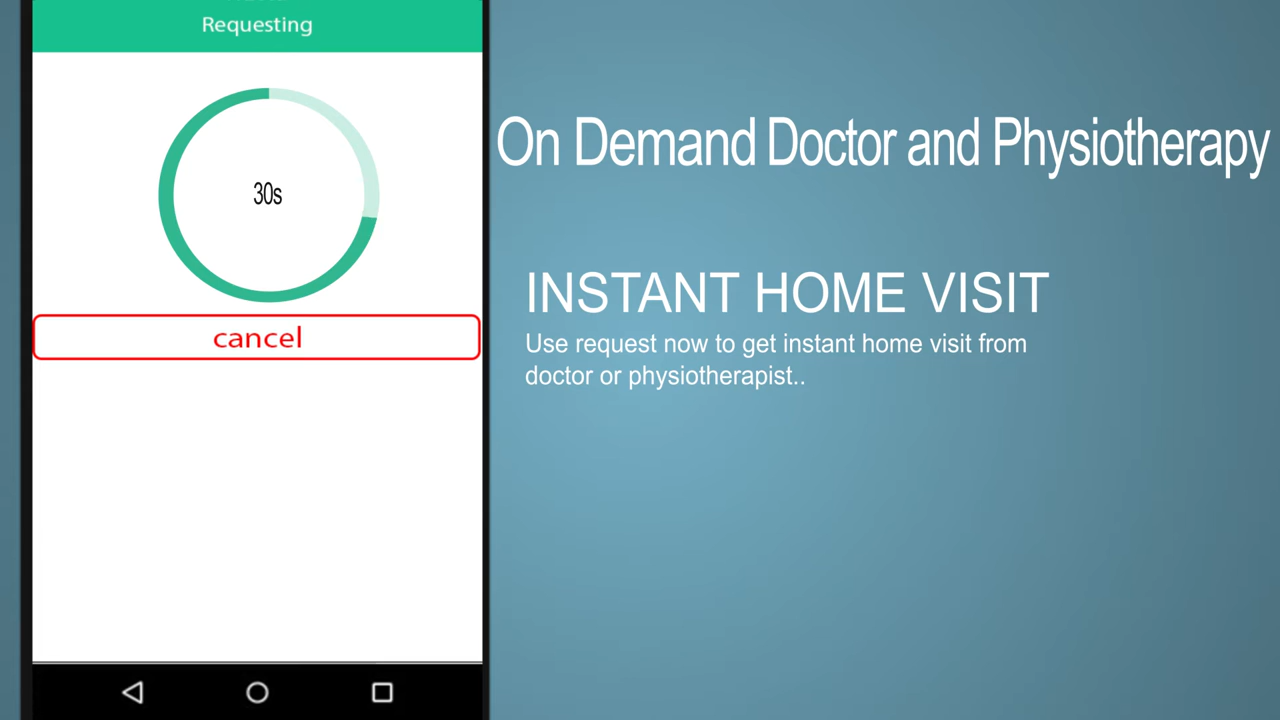 Requesting
30s
cancel
On Demand Doctor and Physiotherapy
INSTANT HOME VISIT
Use request now to get instant home visit from
doctor or physiotherapist..